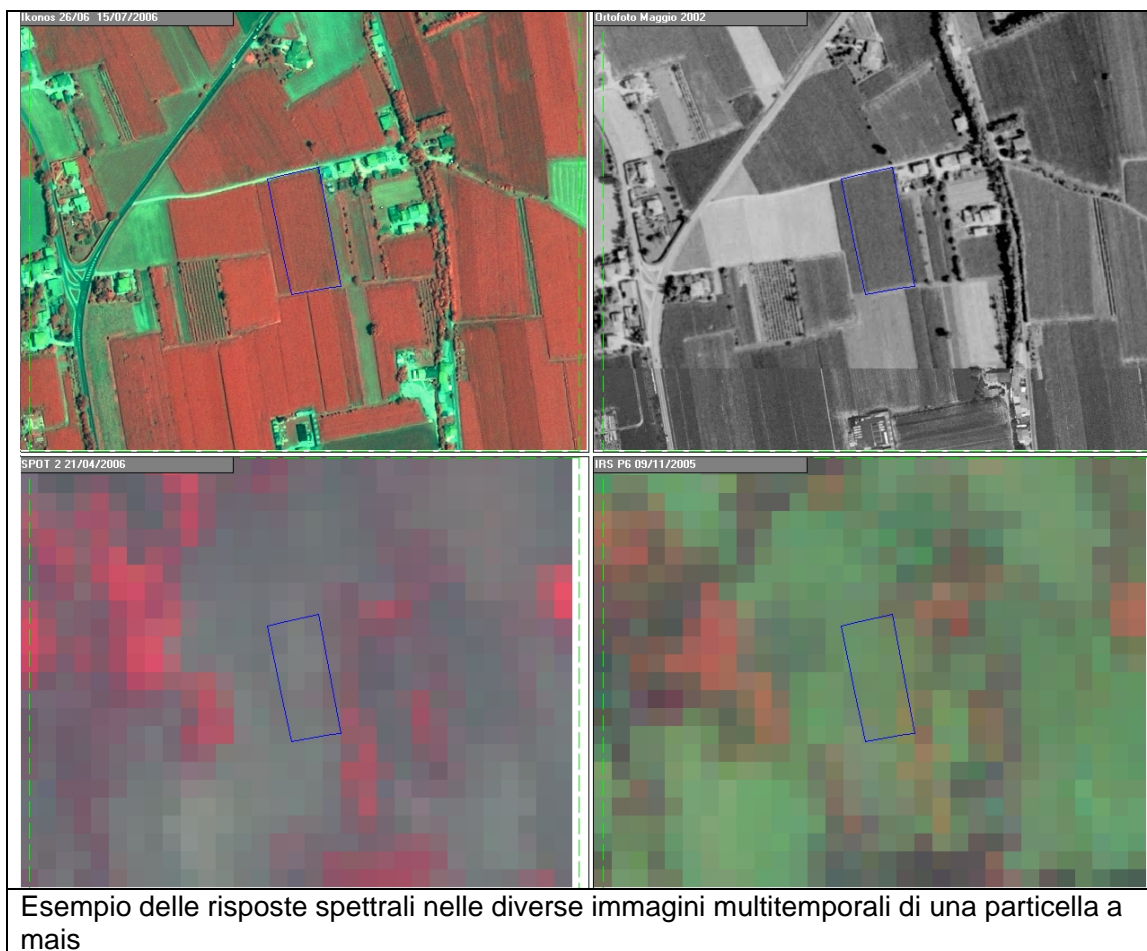 Ikonos 26/06 15/07/2006
Ortofoto Maggio 2002
SPOT 2 21/04/2006
IRS P6 09/11/2005
Esempio delle risposte spettrali nelle diverse immagini multitemporali di una particella a
mais